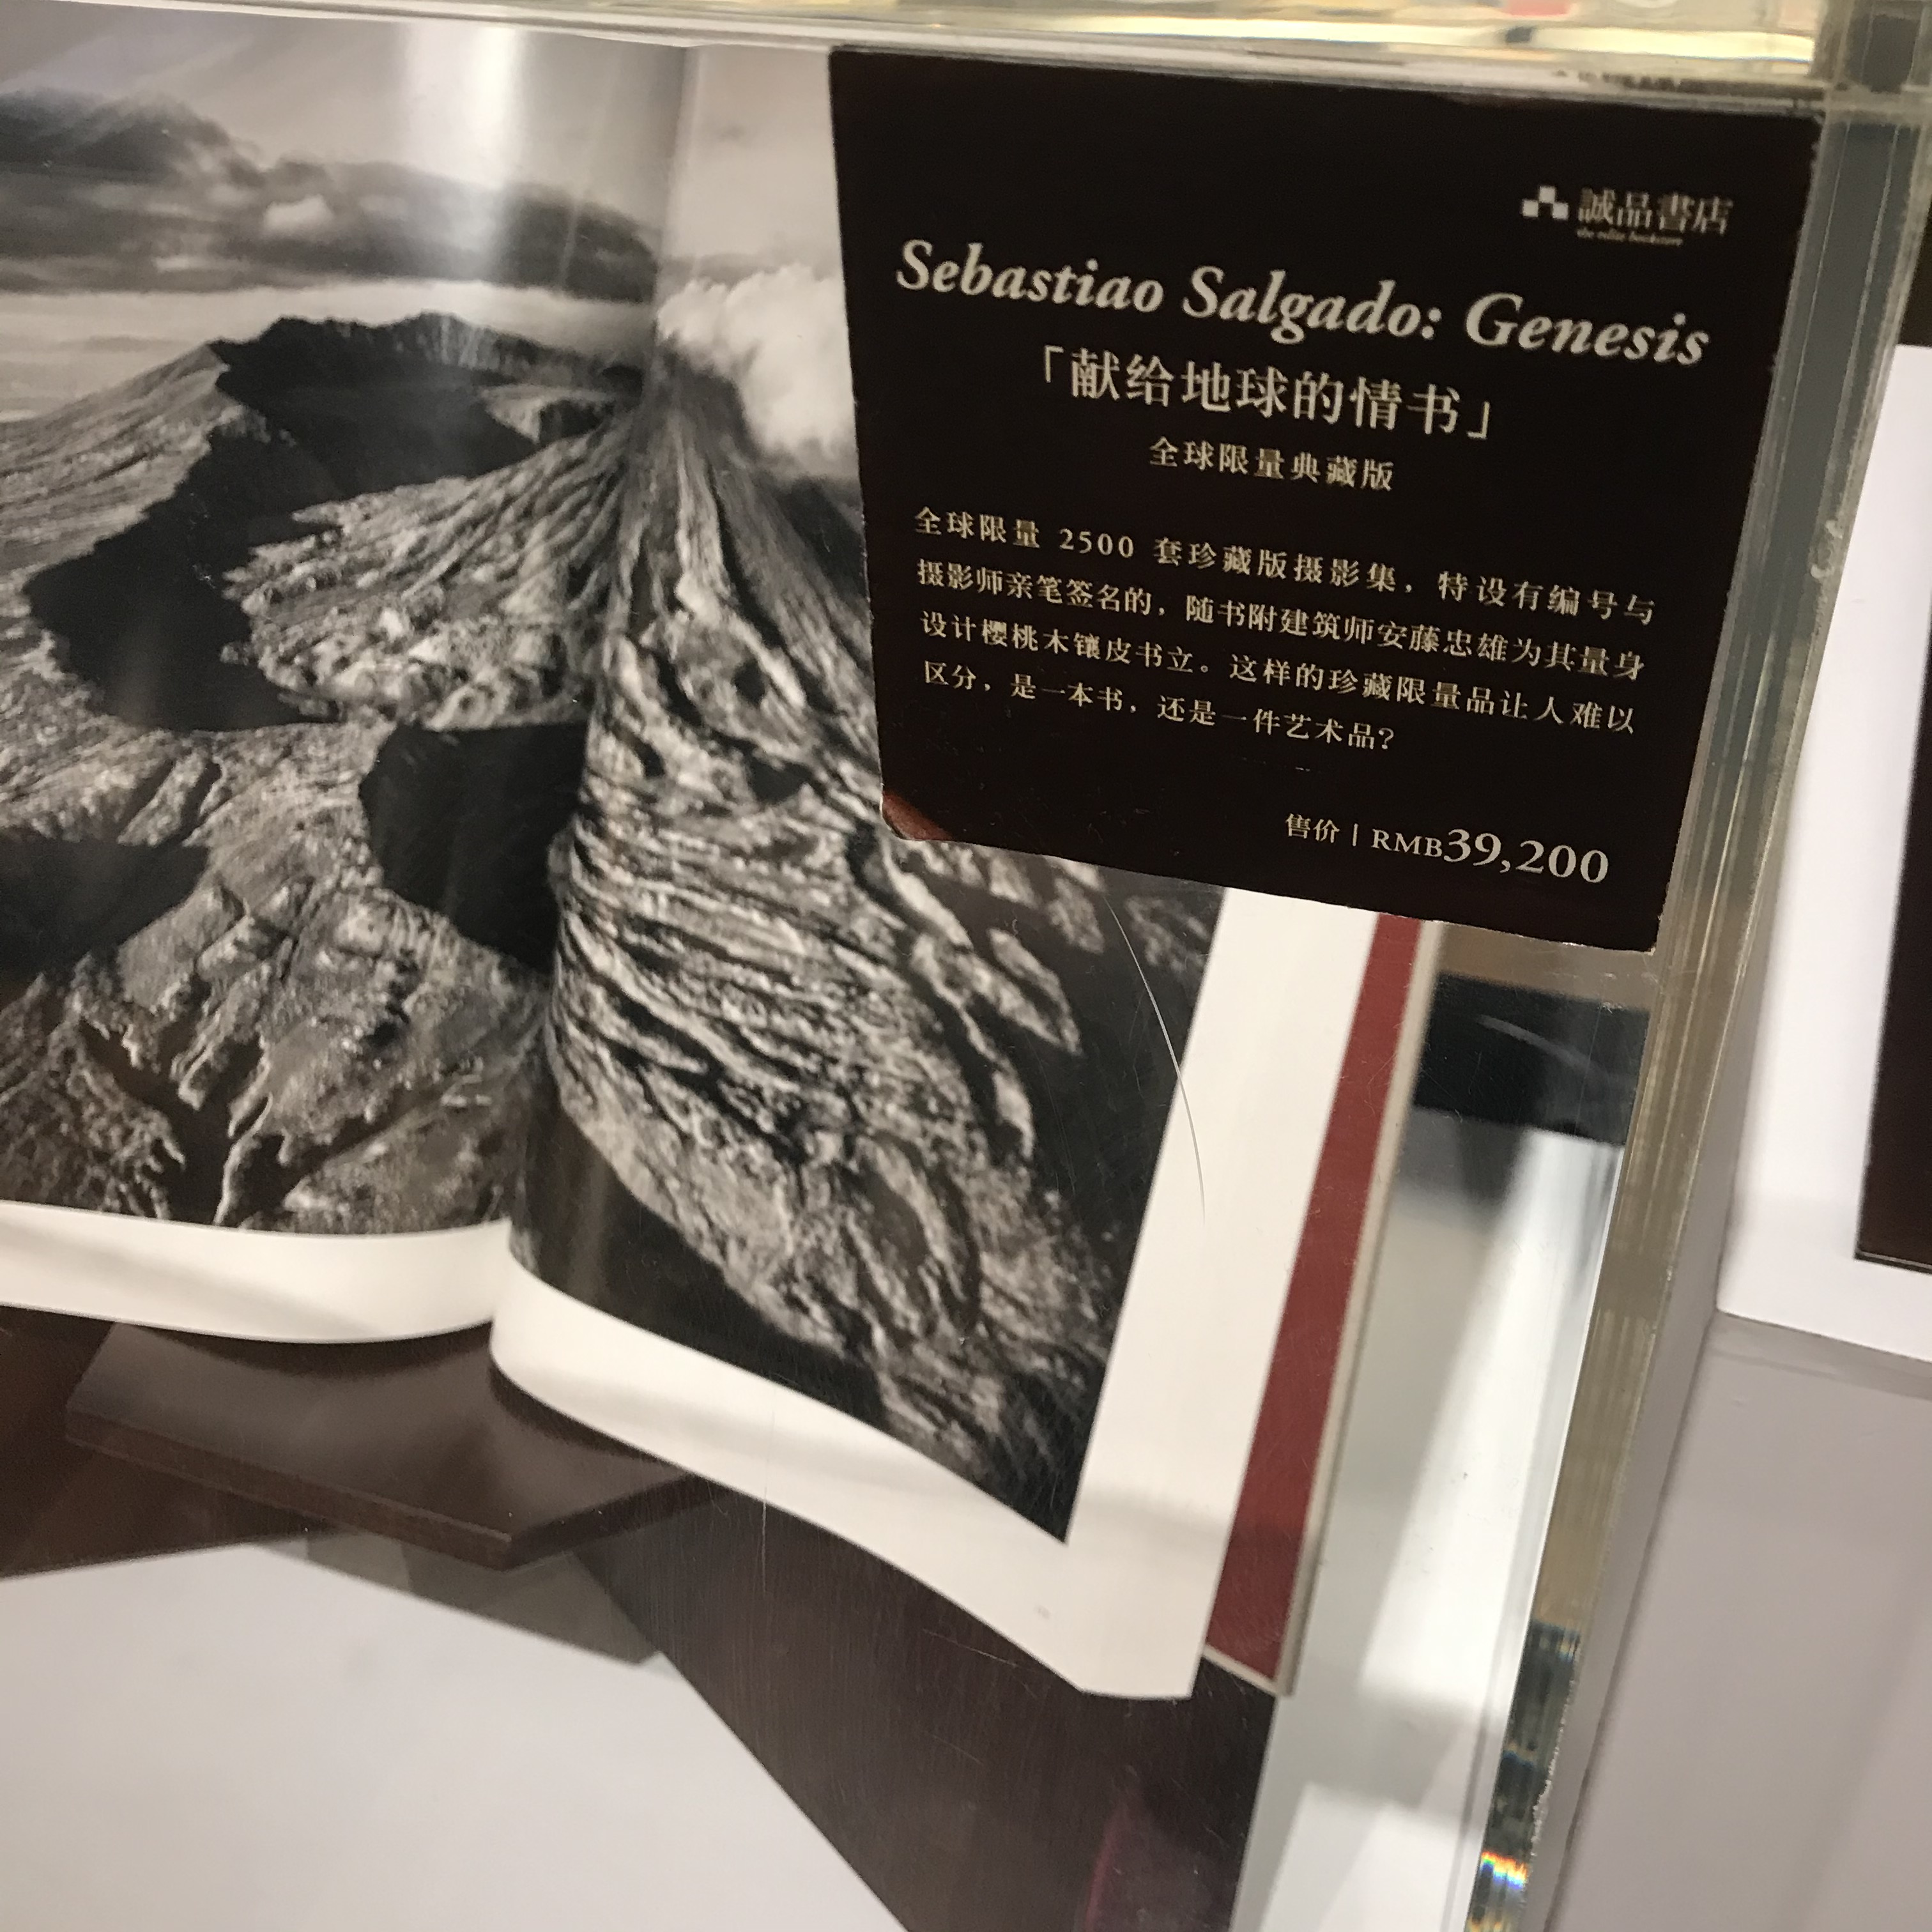 誠品書店
the eslite bookstore
Sebastiao Salgado: Genesis
「献给地球的情书」
全球限量典藏版
全球限量 2500 套珍藏版摄影集，特设有编号与
摄影师亲笔签名的，随书附建筑师安藤忠雄为其量身
设计樱桃木镶皮书立。这样的珍藏限量品让人难以
区分，是一本书，还是一件艺术品？
售价 | RMB39,200